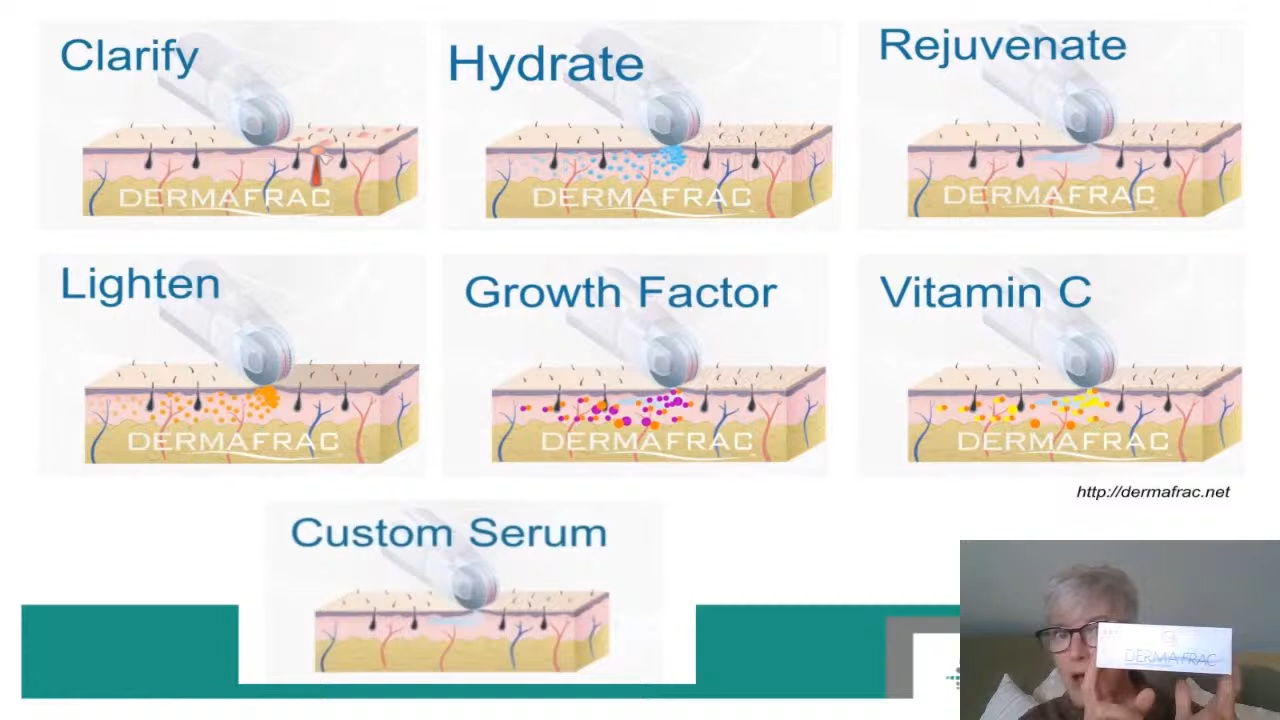 Clarify
Hydrate
Rejuvenate
DERMAFRAC
DERMAFRAC
DERMAFRAC
Lighten
Growth Factor
Vitamin C
DERMAFRAC
DERMAFRAC
DERMAFRAC
http://dermafrac.net
Custom Serum
DERMAFRAC